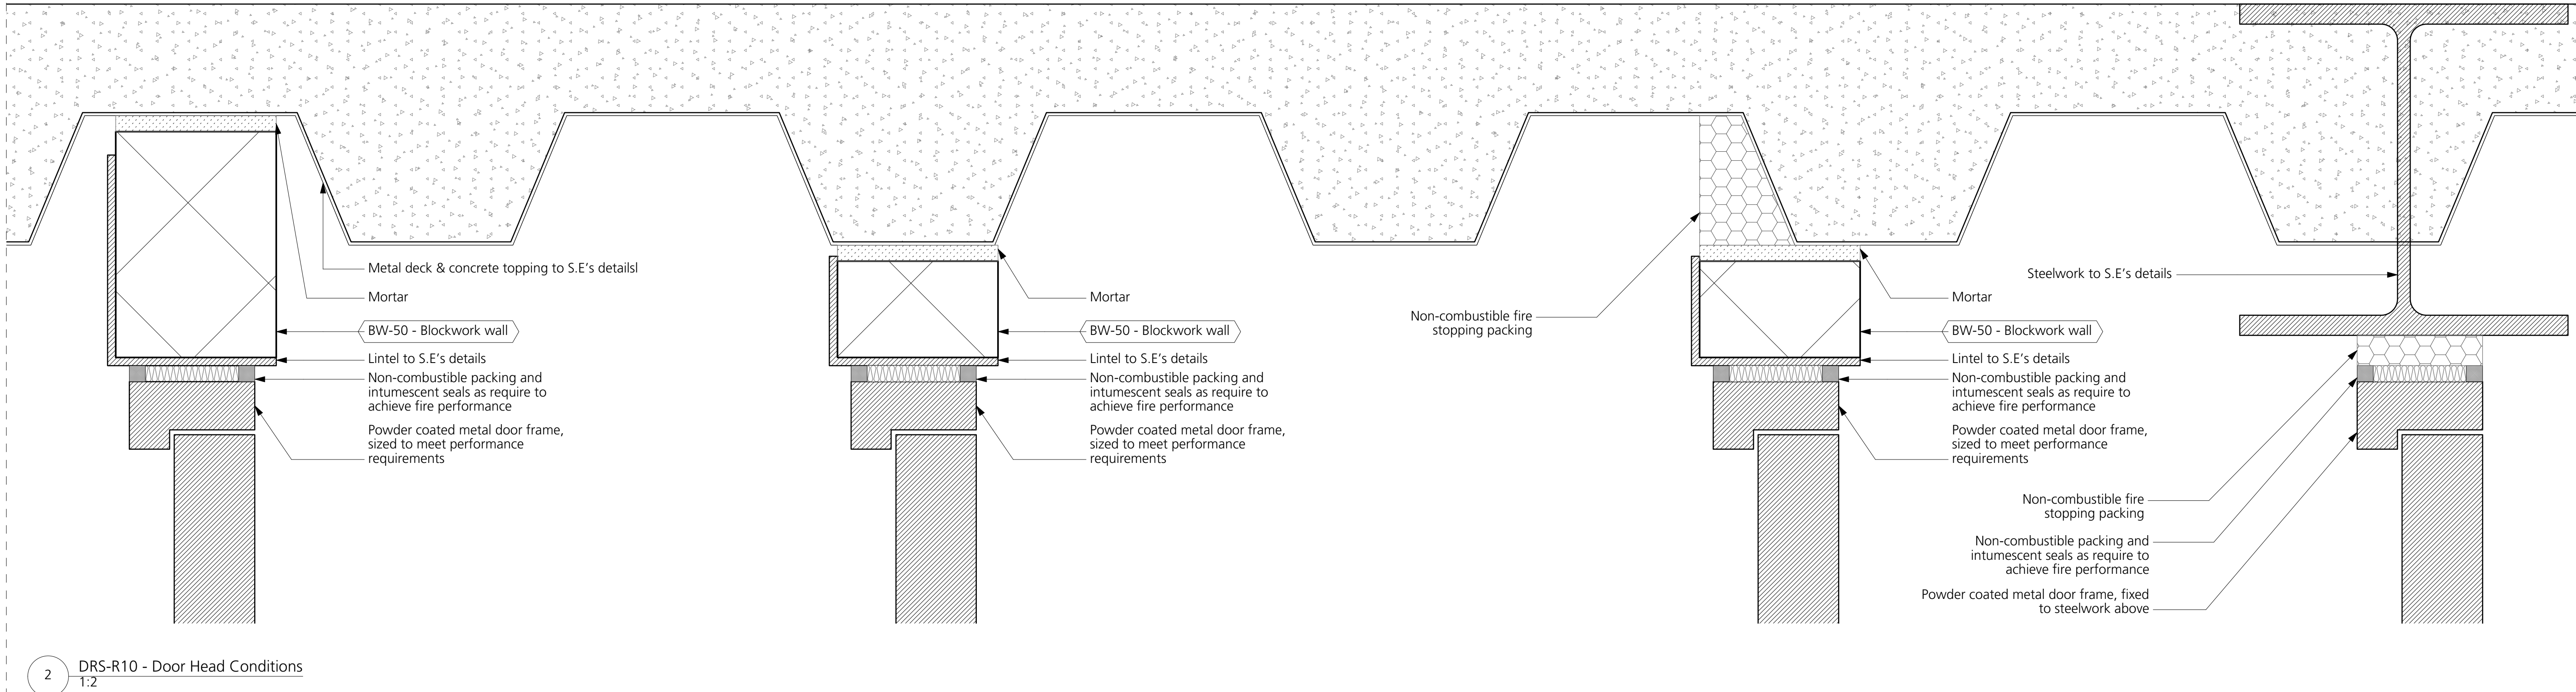 Metal deck & concrete topping to S.E's detailsl
Mortar
BW-50 - Blockwork wall
Lintel to S.E's details
Non-combustible packing and
intumescent seals as require to
achieve fire performance
Powder coated metal door frame,
sized to meet performance
requirements
Mortar
BW-50 - Blockwork wall
Lintel to S.E's details
Non-combustible packing and
intumescent seals as require to
achieve fire performance
Powder coated metal door frame,
sized to meet performance
requirements
Non-combustible fire
stopping packing
Mortar
BW-50 - Blockwork wall
Lintel to S.E's details
Non-combustible packing and
intumescent seals as require to
achieve fire performance
Powder coated metal door frame,
sized to meet performance
requirements
Steelwork to S.E's details
Non-combustible fire
stopping packing
Non-combustible packing and
intumescent seals as require to
achieve fire performance
Powder coated metal door frame, fixed
to steelwork above
2
DRS-R10 - Door Head Conditions
1:2